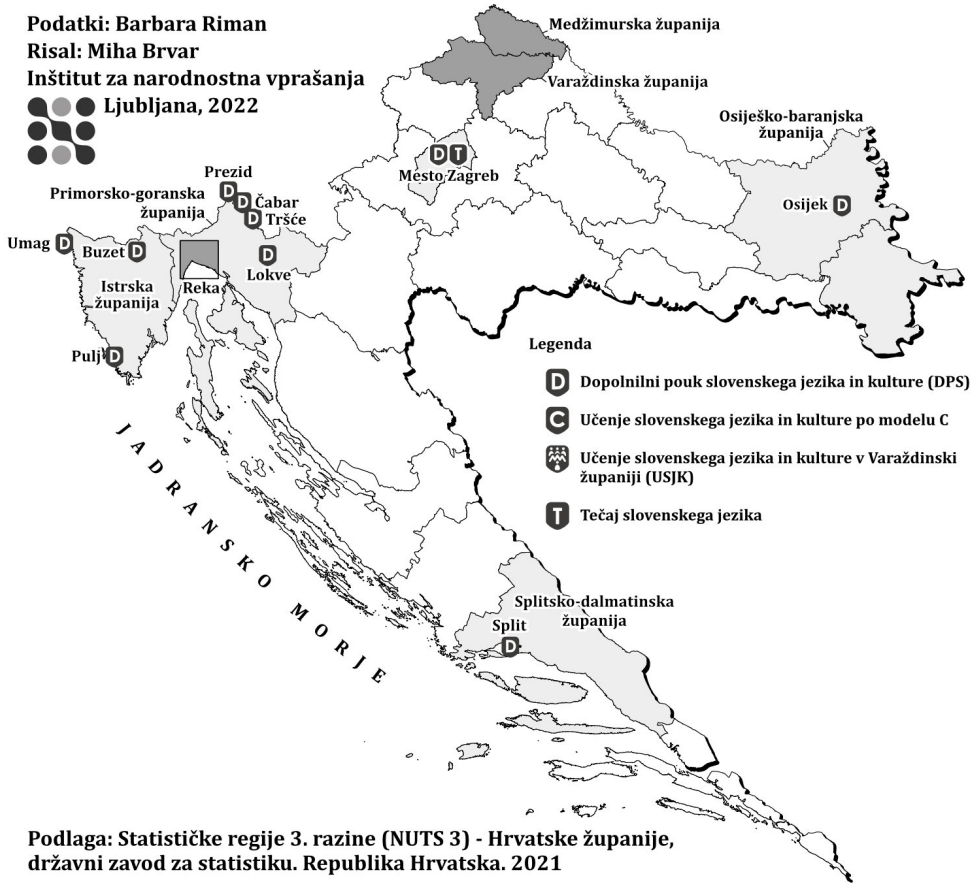 Podatki: Barbara Riman
Risal: Miha Brvar
Inštitut za narodnostna vprašanja
Ljubljana, 2022
Medžimurska županija
Varaždinska županija
Osiješko-baranjska
županija
D T
Mesto Zagreb
Osijek D
Prezid
D
Primorsko-goranska
županija
D Čabar
D Tršće
Umag D
Buzet D
D
Lokve
Istrska
županija
Reka
Pulj D
Legenda
D Dopolnilni pouk slovenskega jezika in kulture (DPS)
C Učenje slovenskega jezika in kulture po modelu C
Učenje slovenskega jezika in kulture v Varaždinski
županiji (USJK)
T Tečaj slovenskega jezika
JADRANSKO MORJE
Splitsko-dalmatinska
županija
Split
D
Podlaga: Statističke regije 3. razine (NUTS 3) - Hrvatske županije,
državni zavod za statistiku. Republika Hrvatska. 2021